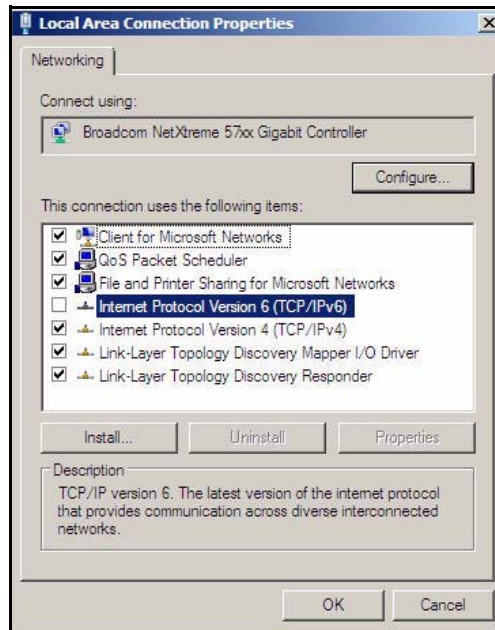 Local Area Connection Properties
Networking
Connect using:
Broadcom NetXtreme 57xx Gigabit Controller
Configure...
This connection uses the following items:
Client for Microsoft Networks
QoS Packet Scheduler
File and Printer Sharing for Microsoft Networks
Internet Protocol Version 6 (TCP/IPv6)
Internet Protocol Version 4 (TCP/IPv4)
Link-Layer Topology Discovery Mapper I/O Driver
Link-Layer Topology Discovery Responder
Install...
Uninstall
Properties
Description
TCP/IP version 6. The latest version of the internet protocol
that provides communication across diverse interconnected
networks.
OK
Cancel